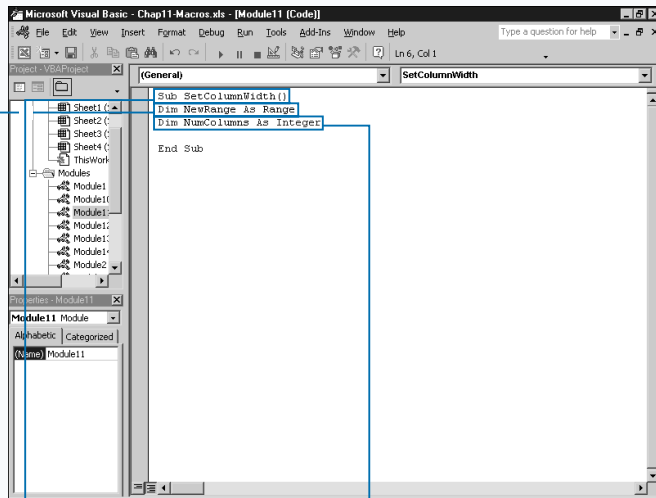 Microsoft Visual Basic - Chap11-Macros.xls - [Module11 (Code)]
File Edit View Insert Format Debug Run Tools Add-Ins Window Help
Type a question for help
Ln 6, Col 1
Project - VBAProject
(General)
SetColumnWidth
Sheet1 (
Sheet2 (
Sheet3 (
Sheet4 (
ThisWork
Modules
Module1
Module10
Module11
Module12
Module13
Module14
Module2
Sub SetColumnWidth()
Dim NewRange As Range
Dim NumColumns As Integer
End Sub
Properties - Module11
Module11 Module
Alphabetic Categorized
(Name) Module11